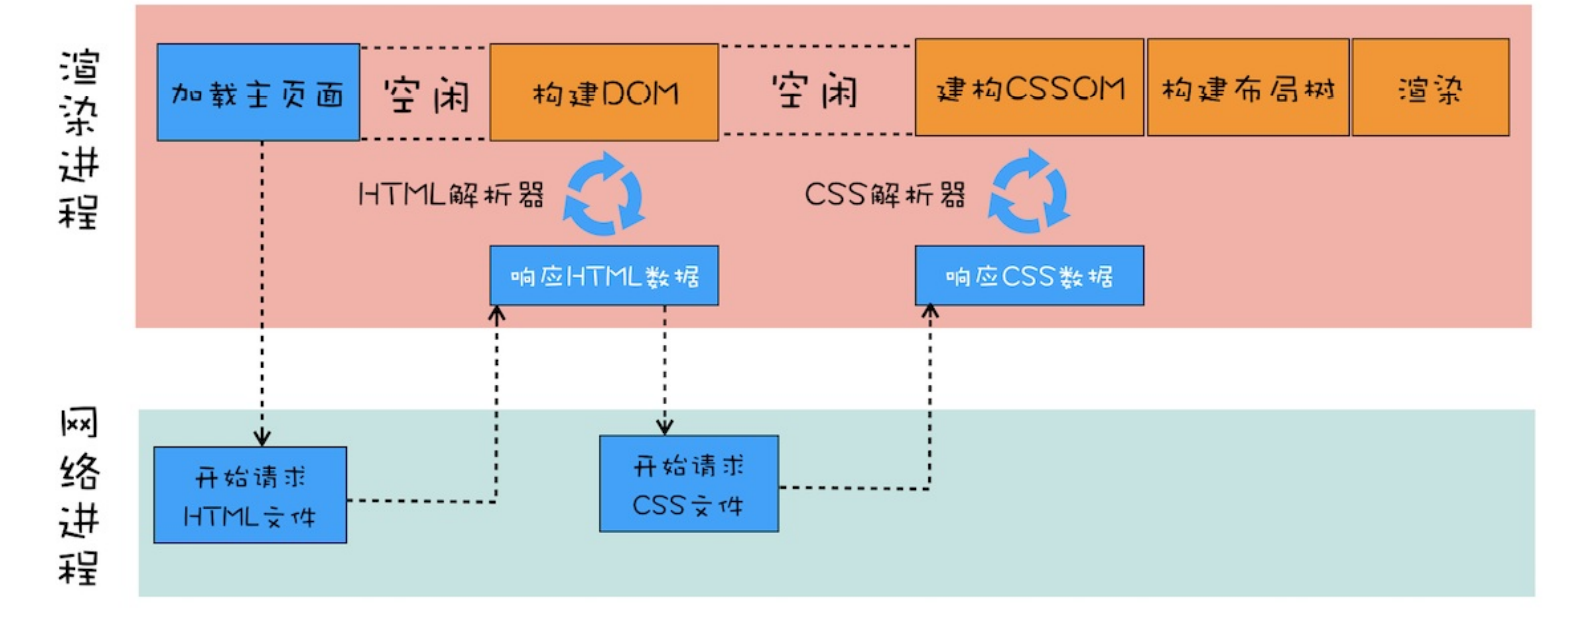 渲染进程
加载主页面
空闲
构建DOM
空闲
建构CSSOM
构建布局树
渲染
HTML解析器
CSS解析器
响应HTML数据
响应CSS数据
网络进程
开始请求
HTML文件
开始请求
CSS文件